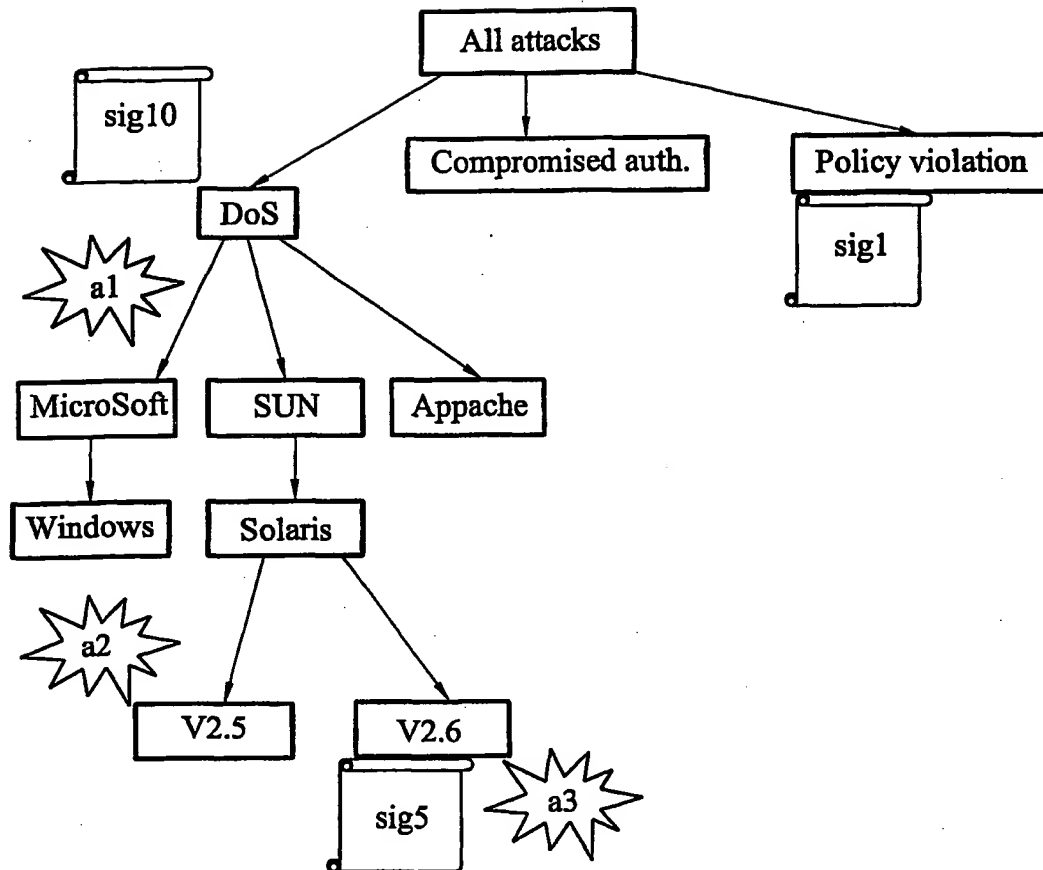 All attacks
sig10
Compromised auth.
Policy violation
DoS
sig1
a1
MicroSoft
SUN
Appache
Windows
Solaris
a2
V2.5
V2.6
sig5
a3